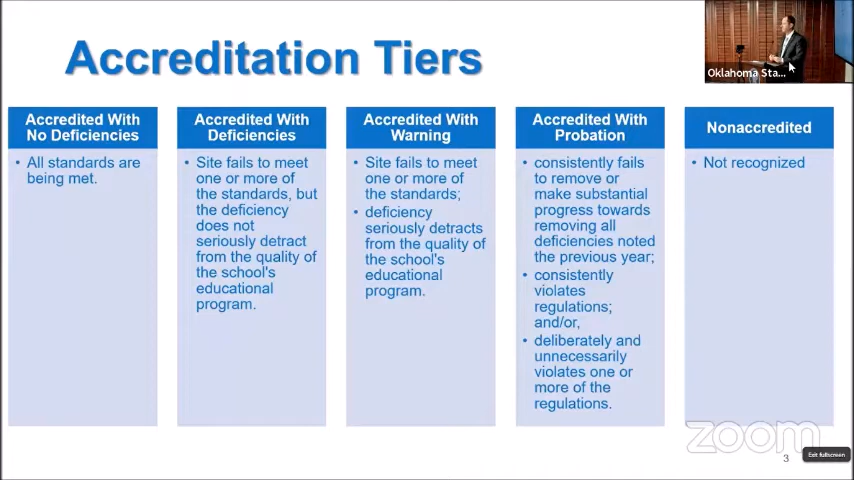 Accreditation Tiers
Oklahoma Sta...
Accredited With
No Deficiencies
• All standards are
being met.
Accredited With
Deficiencies
• Site fails to meet
one or more of
the standards, but
the deficiency
does not
seriously detract
from the quality of
the school's
educational
program.
Accredited With
Warning
• Site fails to meet
one or more of
the standards;
• deficiency
seriously detracts
from the quality of
the school's
educational
program.
Accredited With
Probation
• consistently fails
to remove or
make substantial
progress towards
removing all
deficiencies noted
the previous year;
• consistently
violates
regulations;
and/or,
• deliberately and
unnecessarily
violates one or
more of the
regulations.
Nonaccredited
• Not recognized
zoom
3
Exit fullscreen